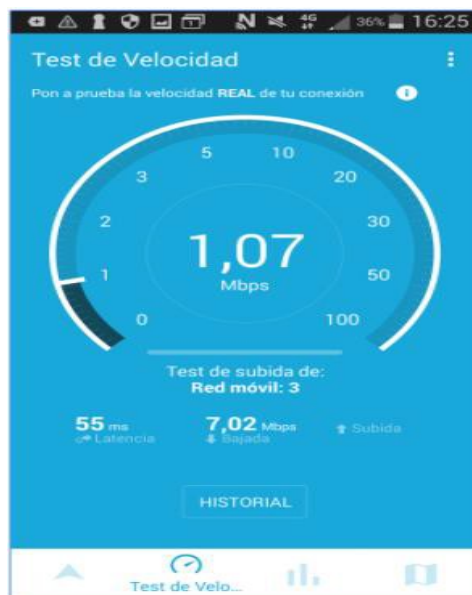 4G 36% 16:25
Test de Velocidad
Pon a prueba la velocidad REAL de tu conexión
5 10
3 20
2 30
1 50
0 100
1,07
Mbps
Test de subida de:
Red móvil: 3
55 ms 7,02 Mbps
Latencia Bajada Subida
HISTORIAL
Test de Velo...